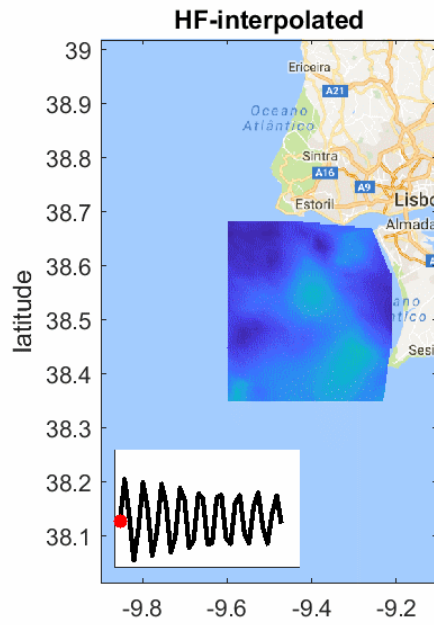 HF-interpolated
39
Ericeira
A21
38.9
Oceano
Atlântico
38.8
Sintra
A16
A9
Estoril
Lisbo
38.7
Almada
38.6
latitude
ano
38.5
ntico
Sesi
38.4
38.3
38.2
38.1
-9.8
-9.6
-9.4
-9.2